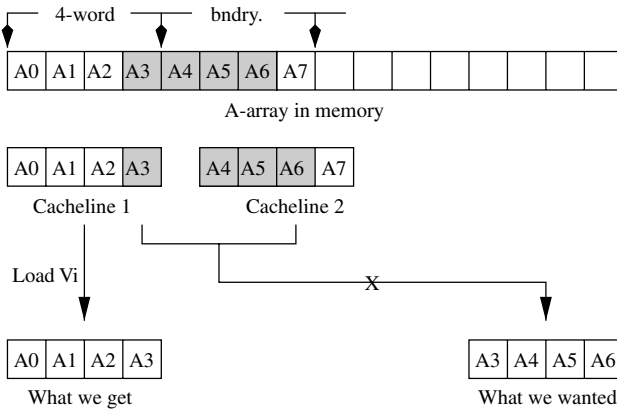 4-word bndry.
A0 A1 A2 A3 A4 A5 A6 A7
A-array in memory
A0 A1 A2 A3 A4 A5 A6 A7
Cacheline 1 Cacheline 2
Load Vi
X
A0 A1 A2 A3 A3 A4 A5 A6
What we get What we wanted